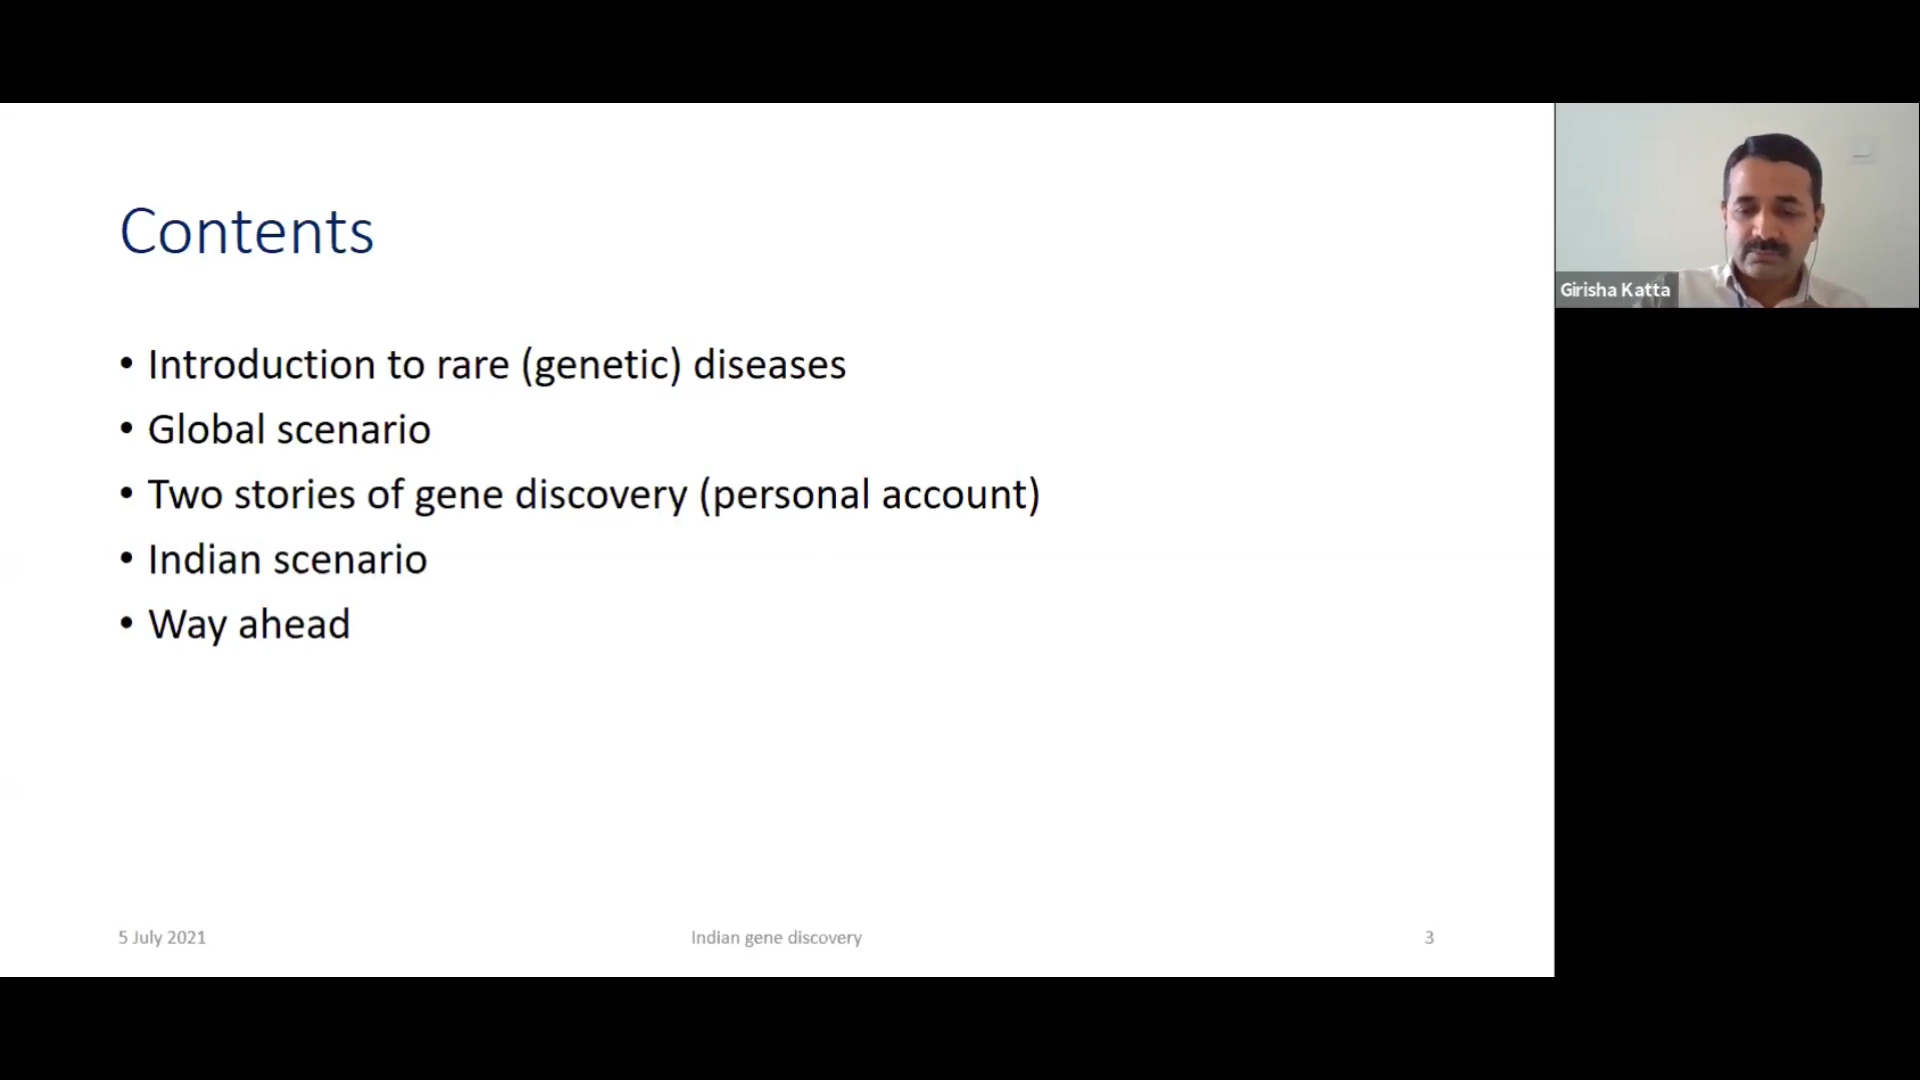 Contents
• Introduction to rare (genetic) diseases
• Global scenario
• Two stories of gene discovery (personal account)
• Indian scenario
• Way ahead
5 July 2021
Indian gene discovery
3
Girisha Katta